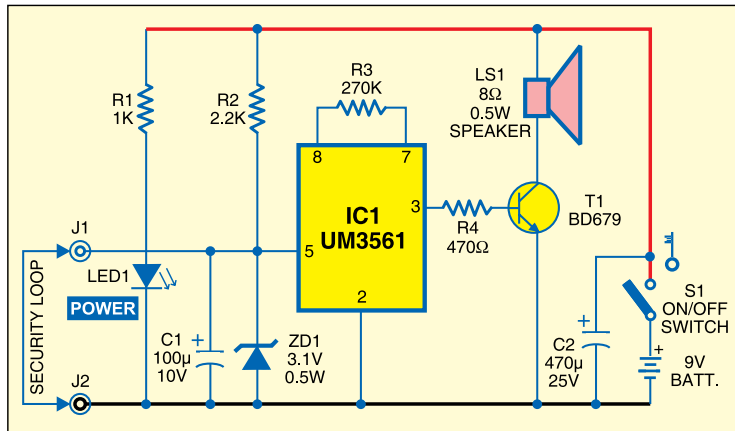 R1
1K
R2
2.2K
R3
270K
LS1
8Ω
0.5W
SPEAKER
8
7
IC1
UM3561
3
5
2
R4
470Ω
T1
BD679
J1
SECURITY LOOP
J2
LED1
POWER
C1
100µ
10V
+
ZD1
3.1V
0.5W
+
C2
470µ
25V
S1
ON/OFF
SWITCH
+
9V
BATT.